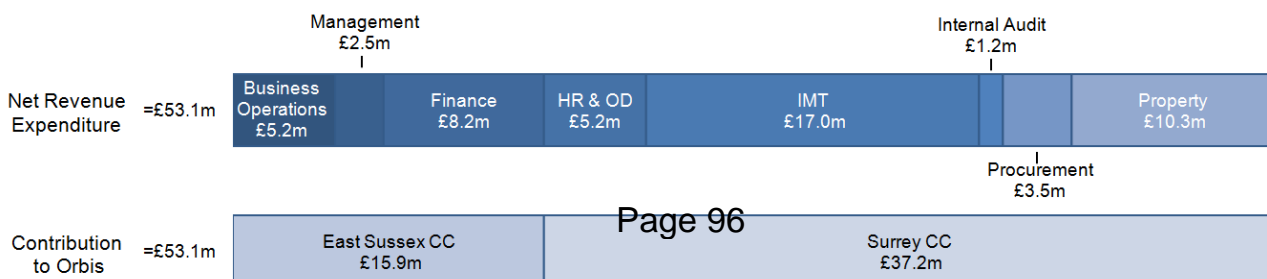 Management
£2.5m
Internal Audit
£1.2m
Net Revenue
Expenditure
=£53.1m
Business
Operations
£5.2m
Finance
£8.2m
HR & OD
£5.2m
IMT
£17.0m
Property
£10.3m
Procurement
£3.5m
Page 96
Contribution
to Orbis
=£53.1m
East Sussex CC
£15.9m
Surrey CC
£37.2m